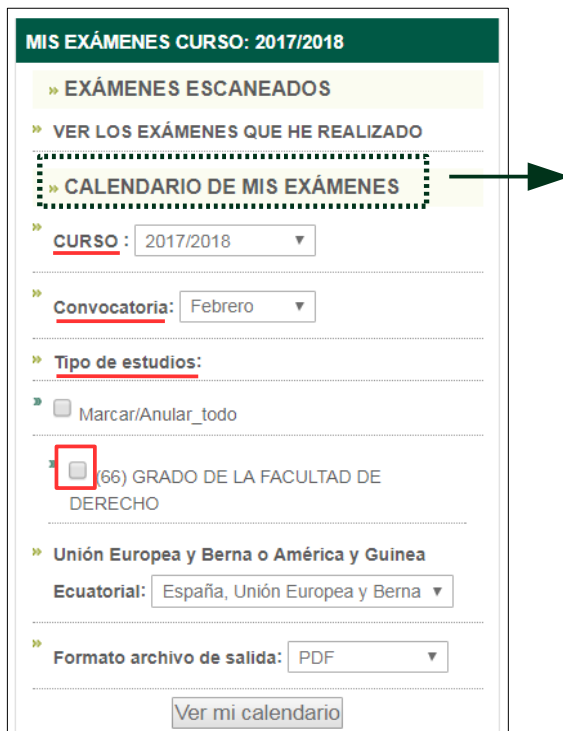 MIS EXÁMENES CURSO: 2017/2018
» EXÁMENES ESCANEADOS
» VER LOS EXÁMENES QUE HE REALIZADO
» CALENDARIO DE MIS EXÁMENES
» CURSO : 2017/2018 ▼
» Convocatoria: Febrero ▼
» Tipo de estudios:
» Marcar/Anular_todo
» (66) GRADO DE LA FACULTAD DE
DERECHO
» Unión Europea y Berna o América y Guinea
Ecuatorial: España, Unión Europea y Berna ▼
» Formato archivo de salida: PDF ▼
Ver mi calendario